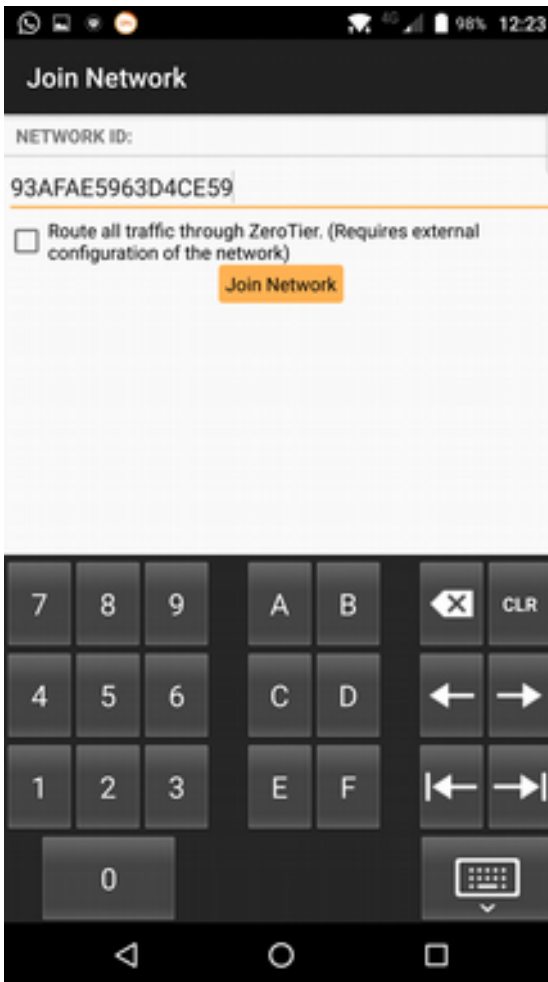 4G 98% 12:23
Join Network
NETWORK ID:
93AFAE5963D4CE59
Route all traffic through ZeroTier. (Requires external
configuration of the network)
Join Network
7 8 9 A B CLR
4 5 6 C D
1 2 3 E F
0